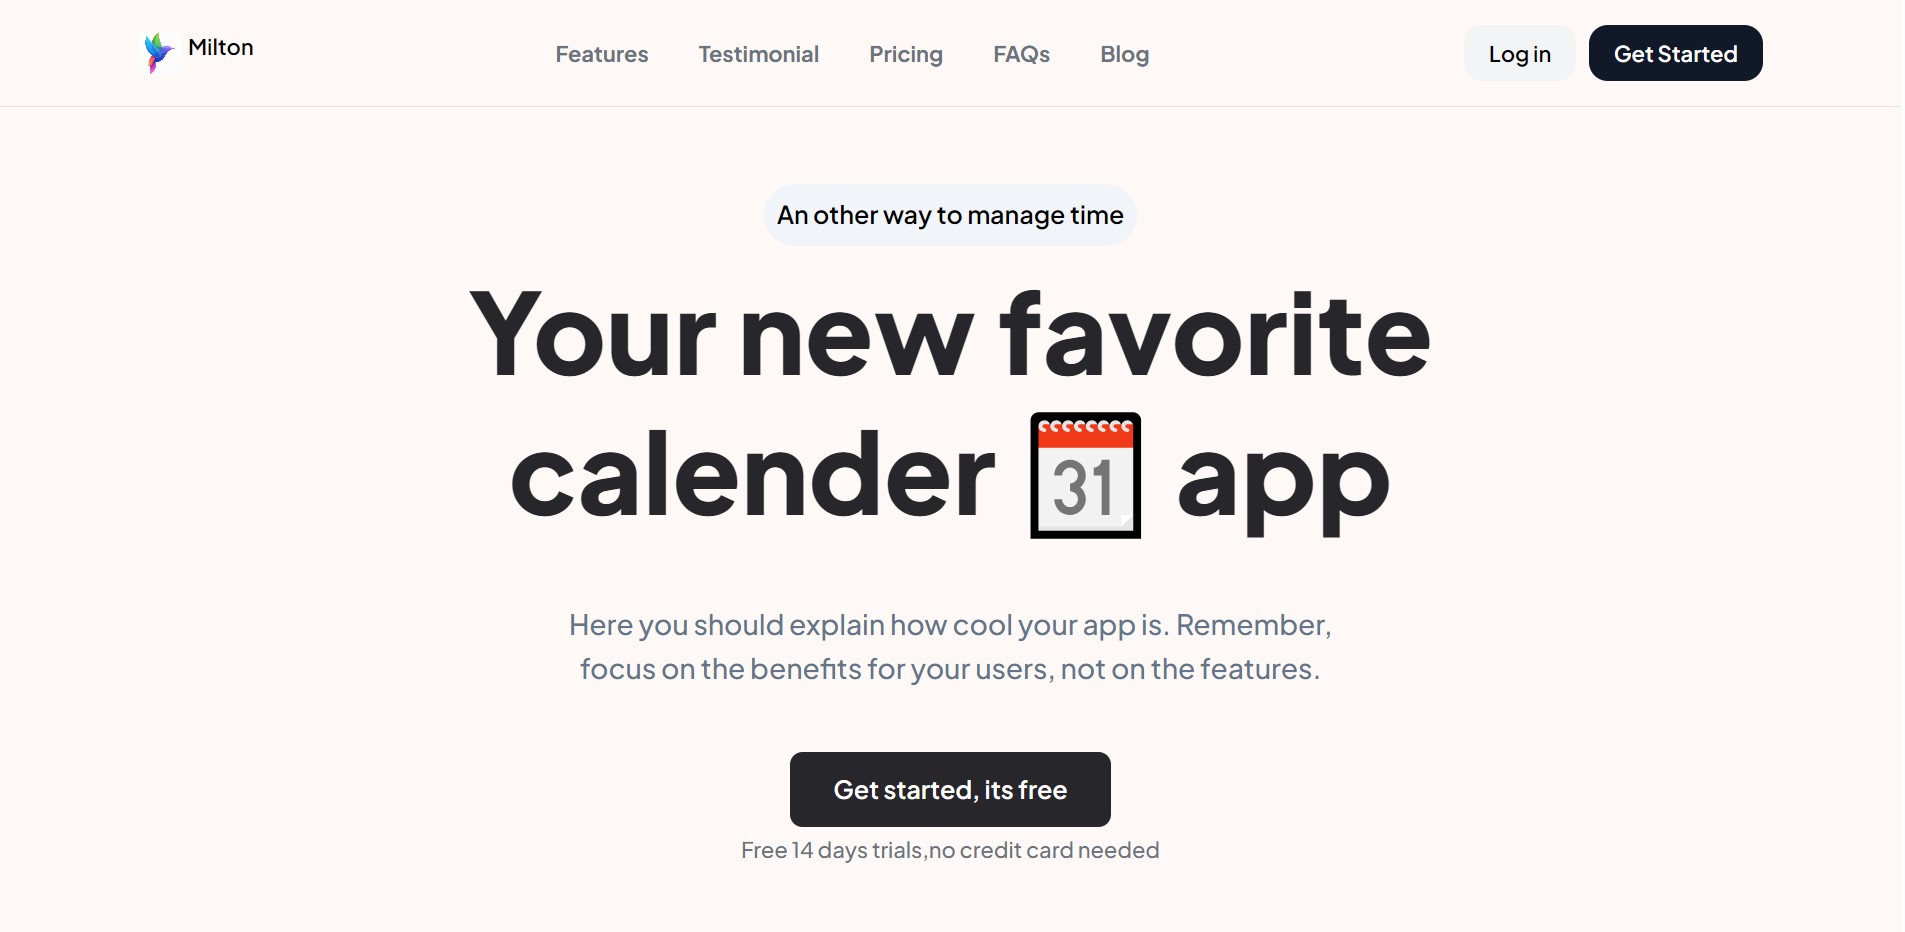 Milton
Features
Testimonial
Pricing
FAQs
Blog
Log in
Get Started
An other way to manage time
Your new favorite
calender 31 app
Here you should explain how cool your app is. Remember,
focus on the benefits for your users, not on the features.
Get started, its free
Free 14 days trials,no credit card needed